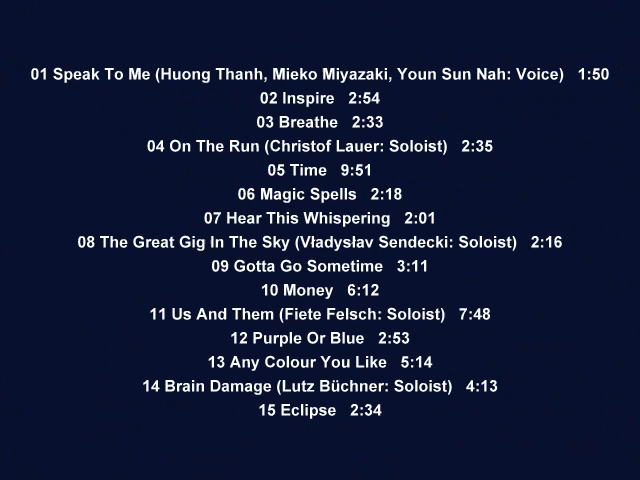 01 Speak To Me (Huong Thanh, Mieko Miyazaki, Youn Sun Nah: Voice) 1:50
02 Inspire 2:54
03 Breathe 2:33
04 On The Run (Christof Lauer: Soloist) 2:35
05 Time 9:51
06 Magic Spells 2:18
07 Hear This Whispering 2:01
08 The Great Gig In The Sky (Vładysłav Sendecki: Soloist) 2:16
09 Gotta Go Sometime 3:11
10 Money 6:12
11 Us And Them (Fiete Felsch: Soloist) 7:48
12 Purple Or Blue 2:53
13 Any Colour You Like 5:14
14 Brain Damage (Lutz Büchner: Soloist) 4:13
15 Eclipse 2:34